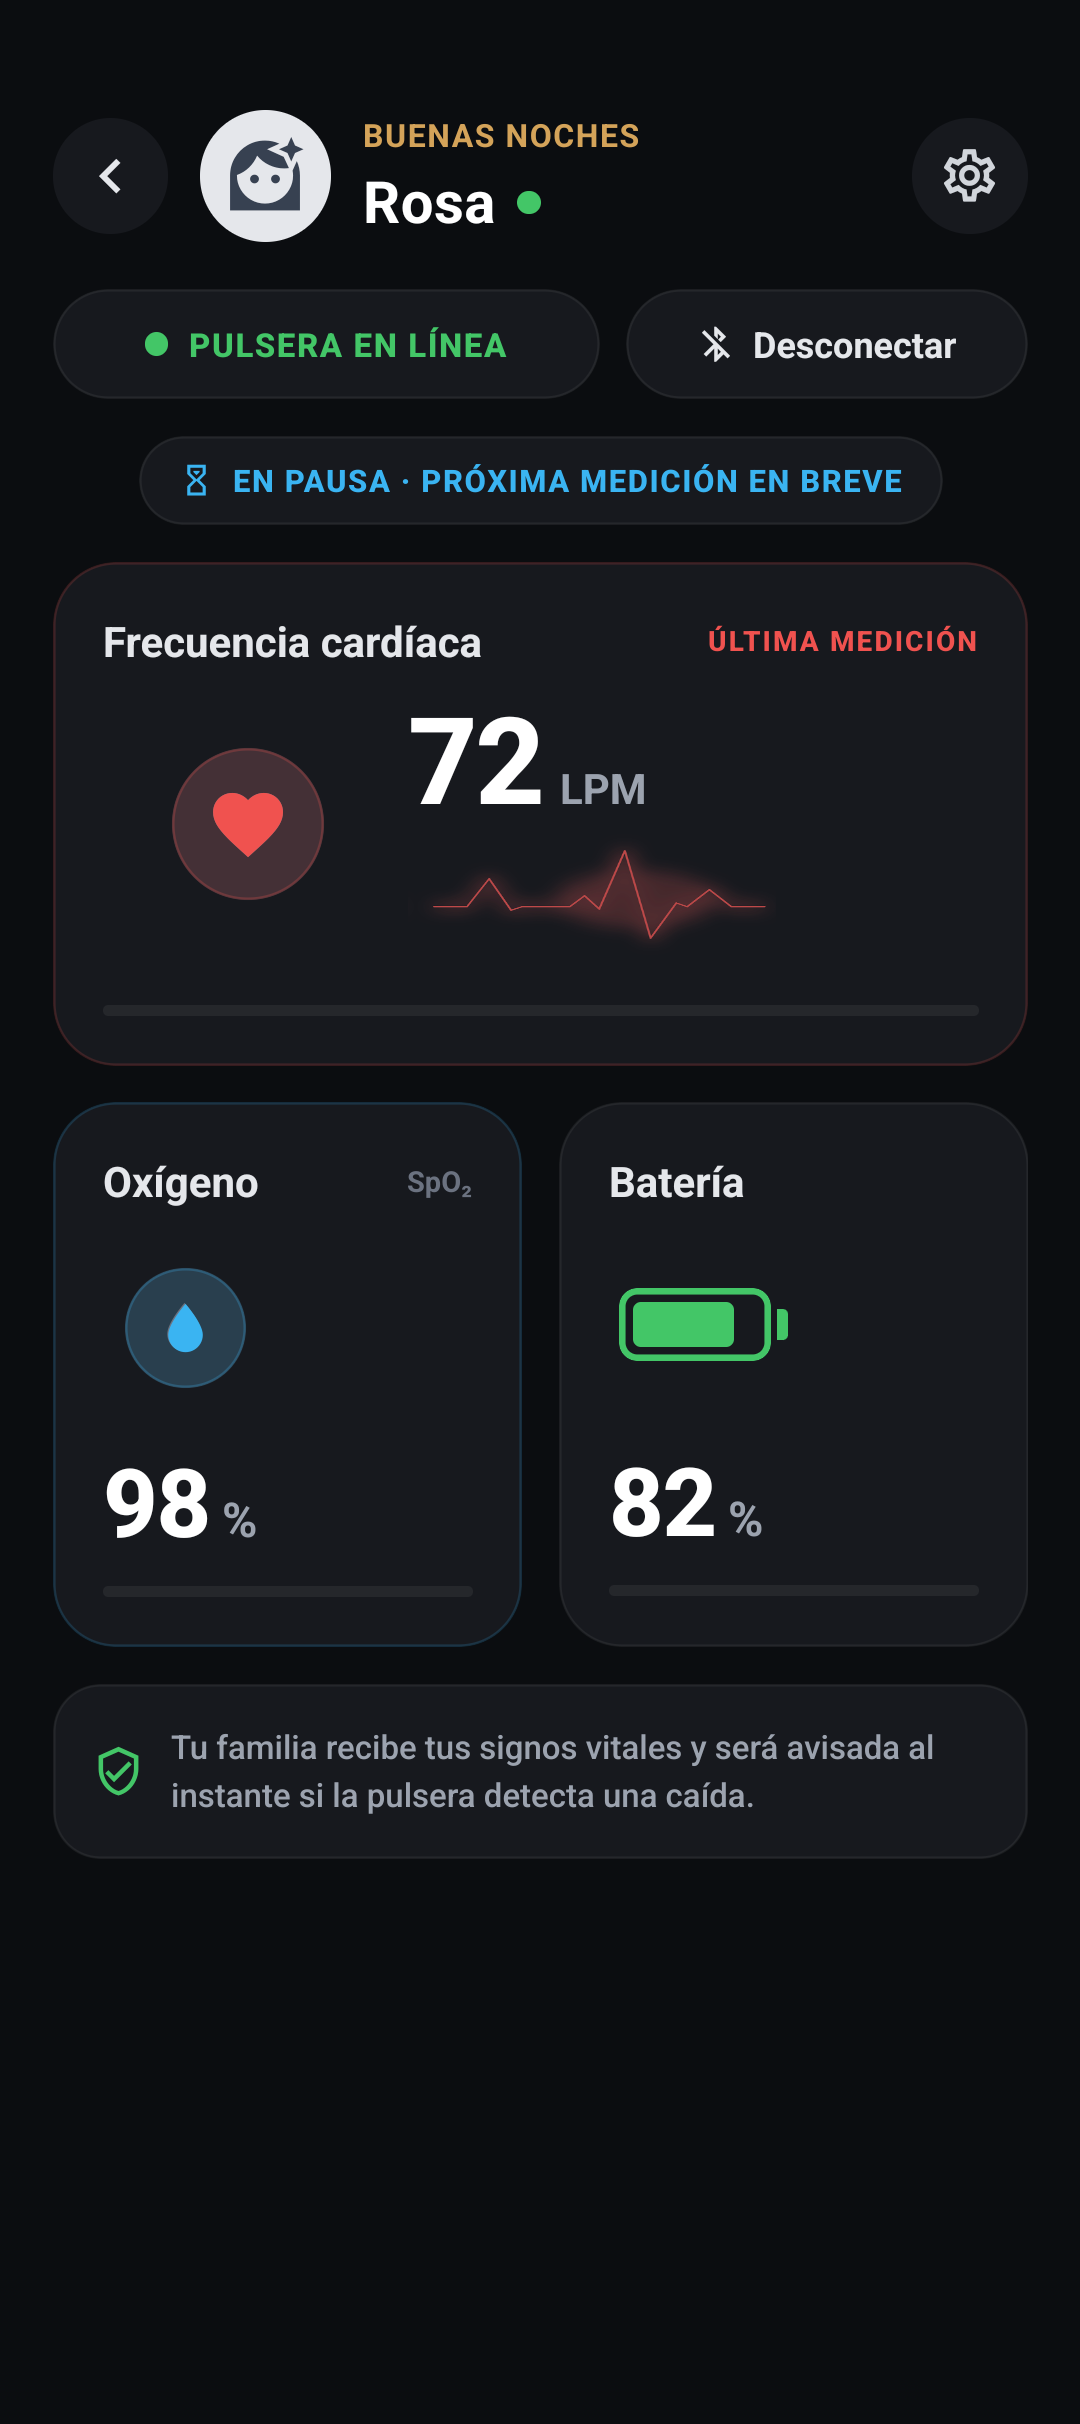 BUENAS NOCHES
Rosa
PULSERA EN LÍNEA
Desconectar
EN PAUSA · PRÓXIMA MEDICIÓN EN BREVE
Frecuencia cardíaca
ÚLTIMA MEDICIÓN
72 LPM
Oxígeno
SpO₂
98 %
Batería
82 %
Tu familia recibe tus signos vitales y será avisada al
instante si la pulsera detecta una caída.